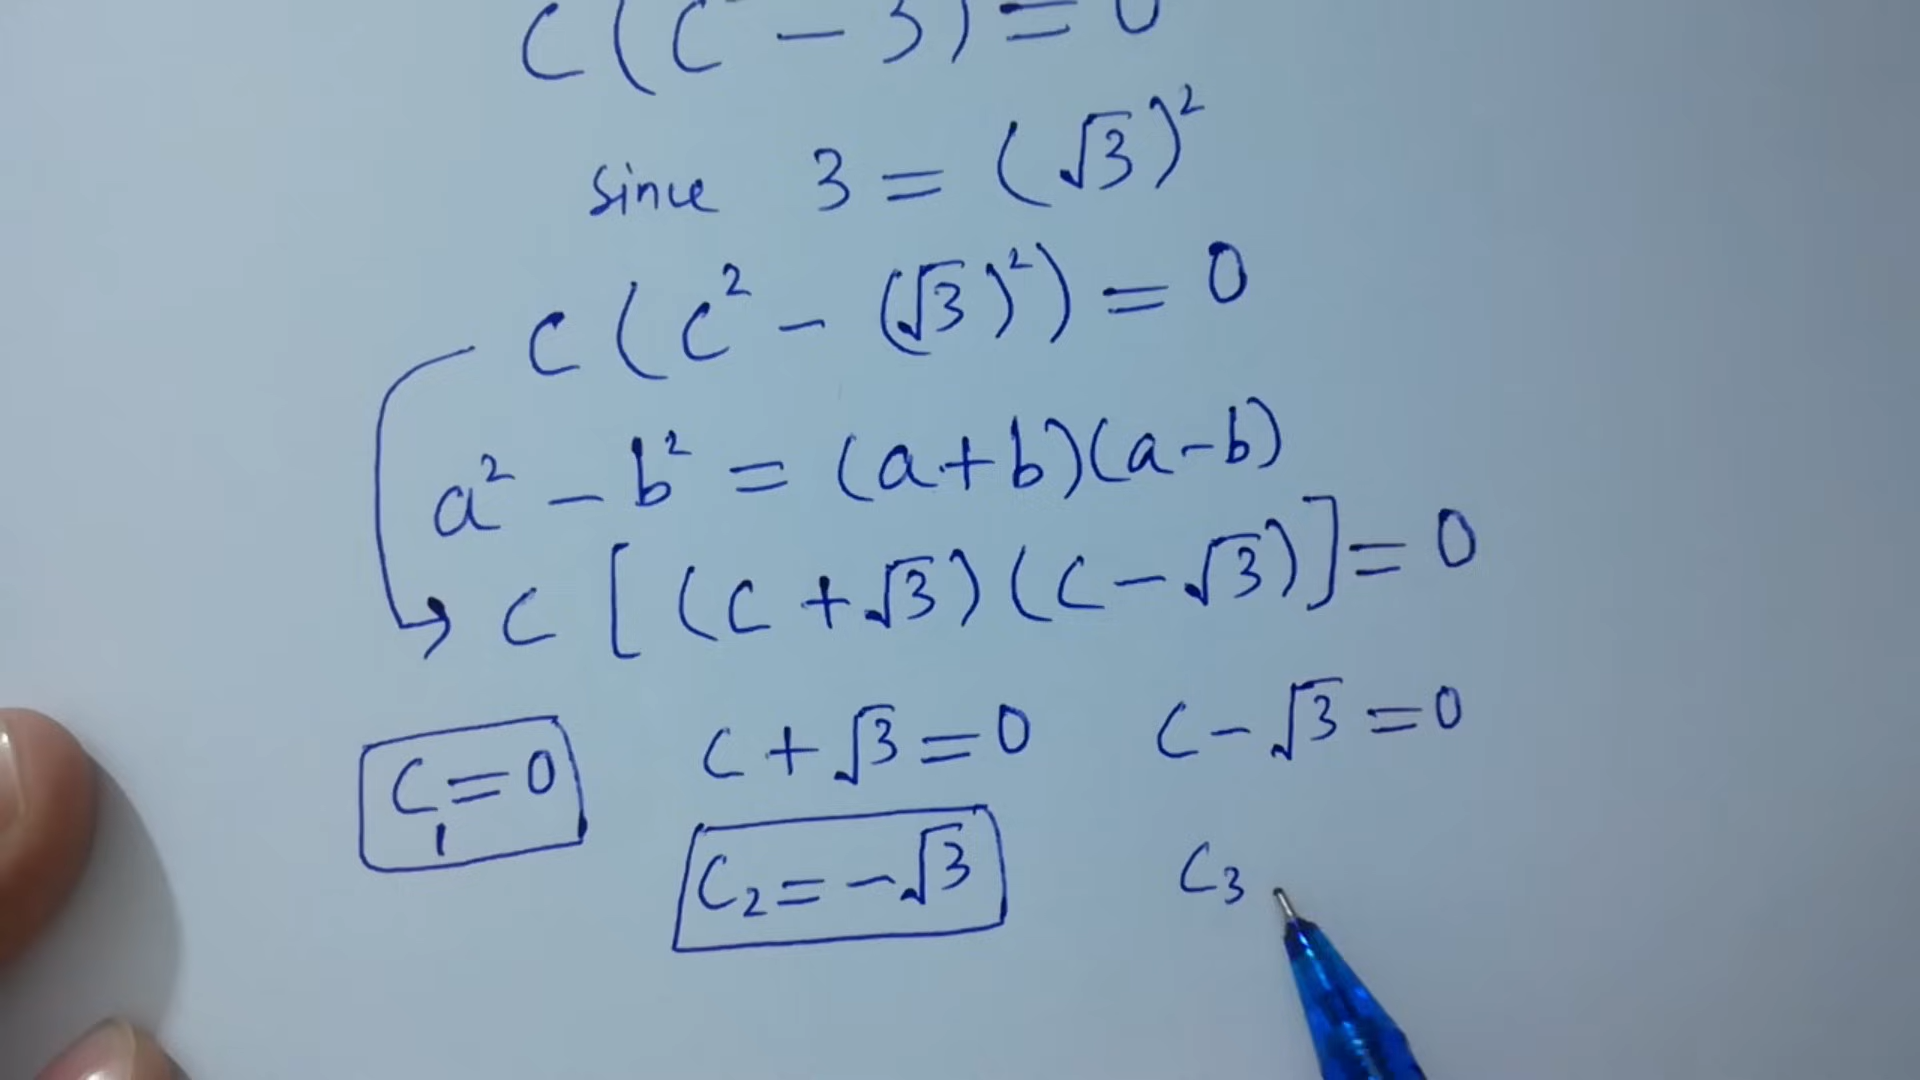 C(C - 3) = 0
Since 3 = (√3)²
C(C² - (√3)²) = 0
a² - b² = (a+b)(a-b)
C[(C+√3)(C-√3)] = 0
C₁ = 0 C+√3 = 0 C-√3 = 0
C₂ = -√3 C₃